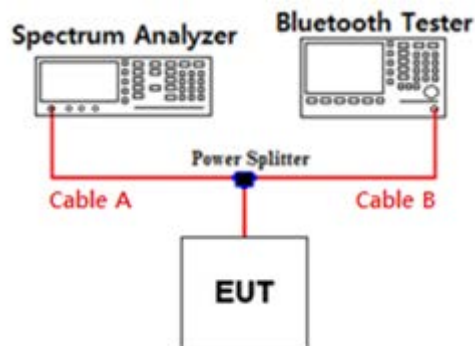 Spectrum Analyzer
Bluetooth Tester
Power Splitter
Cable A
Cable B
EUT